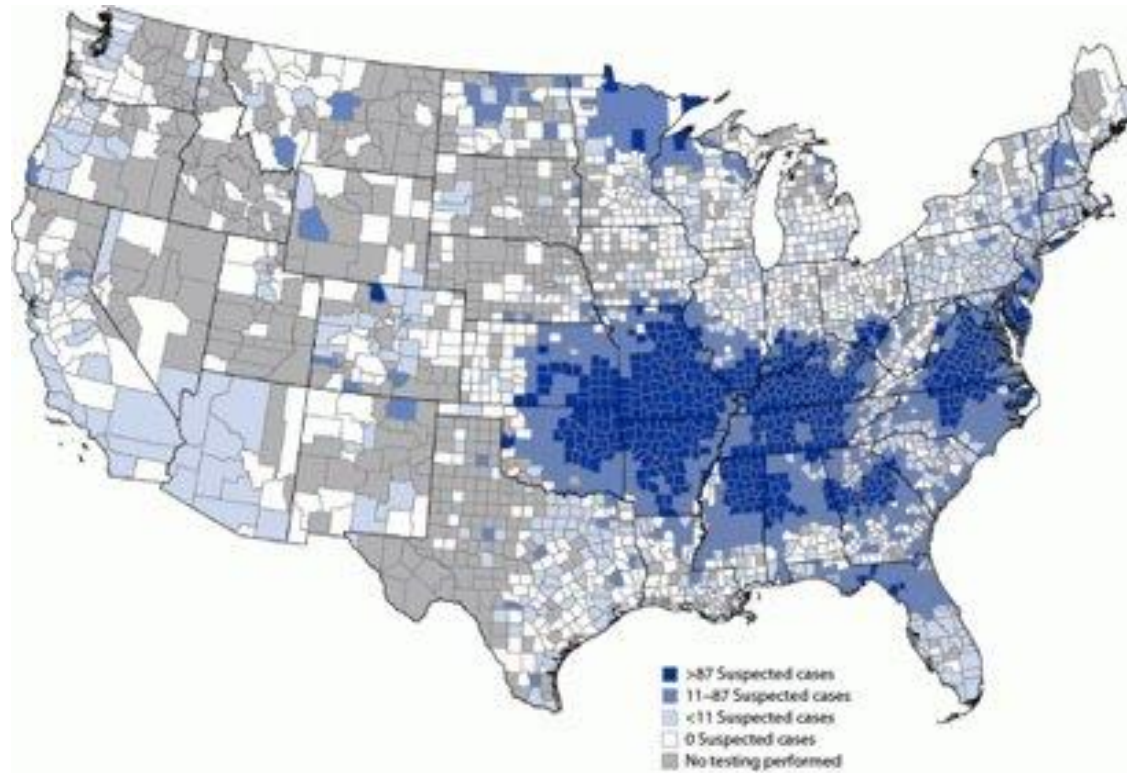 >87 Suspected cases
11–87 Suspected cases
<11 Suspected cases
0 Suspected cases
No testing performed